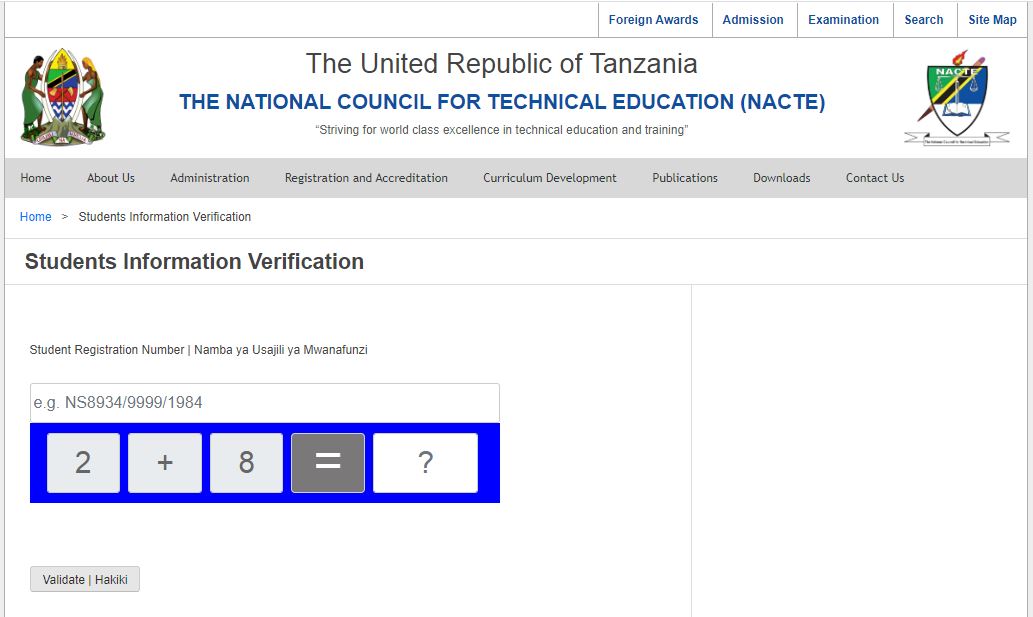 Foreign Awards Admission Examination Search Site Map
The United Republic of Tanzania
THE NATIONAL COUNCIL FOR TECHNICAL EDUCATION (NACTE)
“Striving for world class excellence in technical education and training”
NACTE
Home About Us Administration Registration and Accreditation Curriculum Development Publications Downloads Contact Us
Home > Students Information Verification
Students Information Verification
Student Registration Number | Namba ya Usajili ya Mwanafunzi
e.g. NS8934/9999/1984
2 + 8 = ?
Validate | Hakiki